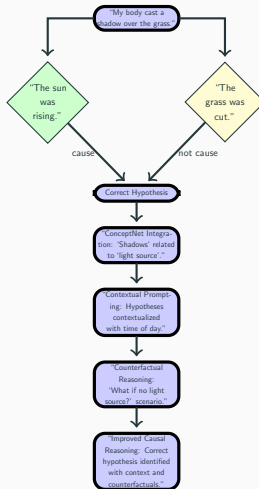 "My body cast a
shadow over the grass."
"The sun
was
rising."
"The
grass was
cut."
cause
not cause
Correct Hypothesis
"ConceptNet Integra-
tion: 'Shadows' related
to 'light source'."
"Contextual Prompt-
ing: Hypotheses
contextualized
with time of day."
"Counterfactual
Reasoning:
'What if no light
source?' scenario."
"Improved Causal
Reasoning: Correct
hypothesis identified
with context and
counterfactuals."